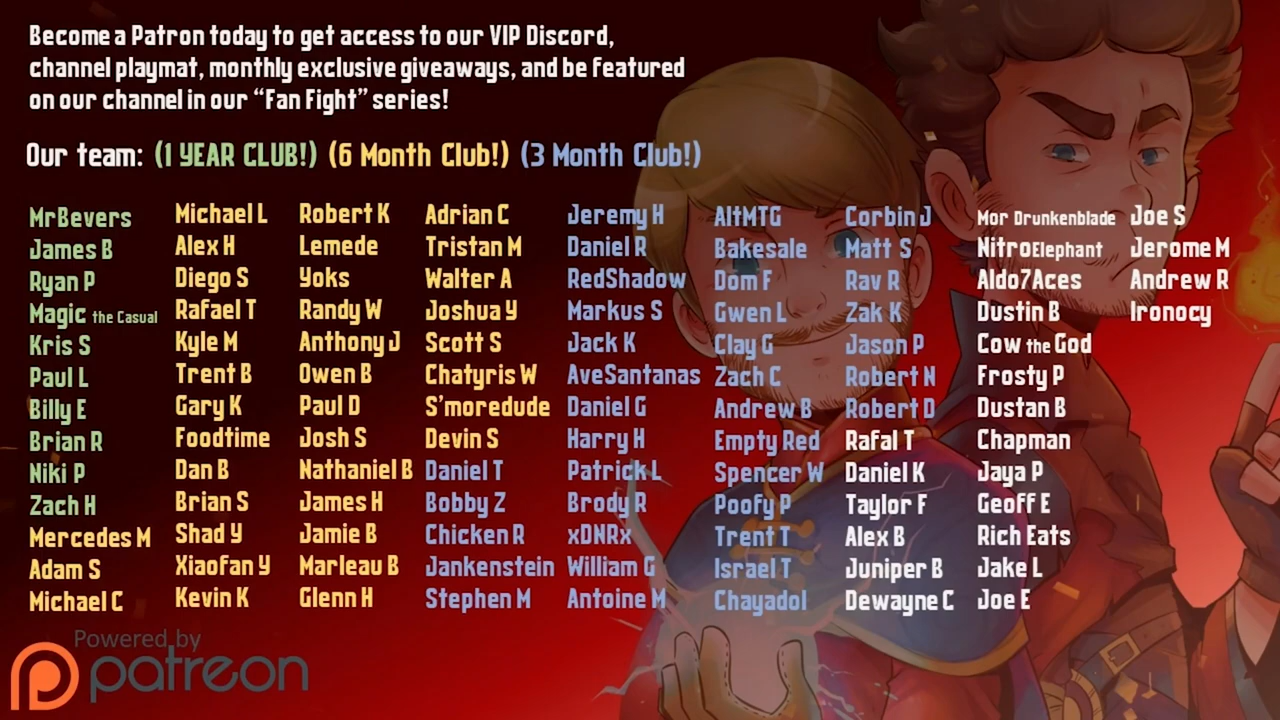 Become a Patron today to get access to our VIP Discord,
channel playmat, monthly exclusive giveaways, and be featured
on our channel in our “Fan Fight” series!
Our team: (1 YEAR CLUB!) (6 Month Club!) (3 Month Club!)
MrBevers
James B
Ryan P
Magic the Casual
Kris S
Paul L
Billy E
Brian R
Niki P
Zach H
Mercedes M
Adam S
Michael C
Michael L
Alex H
Diego S
Rafael T
Kyle M
Trent B
Gary K
Foodtime
Dan B
Brian S
Shad Y
Xiaofan Y
Kevin K
Robert K
Lemede
Yoks
Randy W
Anthony J
Owen B
Paul D
Josh S
Nathaniel B
James H
Jamie B
Marleau B
Glenn H
Adrian C
Tristan M
Walter A
Joshua Y
Scott S
Chatyris W
S'moredude
Devin S
Daniel T
Bobby Z
Chicken R
Jankenstein
Stephen M
Jeremy H
Daniel R
RedShadow
Markus S
Jack K
AveSantanas
Daniel G
Harry H
Patrick L
Brody R
xDNRx
William G
Antoine M
AltMTG
Bakesale
Dom F
Gwen L
Clay G
Zach C
Andrew B
Empty Red
Spencer W
Poofy P
Trent T
Israel T
Chayadol
Corbin J
Matt S
Rav R
Zak K
Jason P
Robert N
Robert D
Rafal T
Daniel K
Taylor F
Alex B
Juniper B
Dewayne C
Mor Drunkenblade
NitroElephant
Aldo7Aces
Dustin B
Cow the God
Frosty P
Dustan B
Chapman
Jaya P
Geoff E
Rich Eats
Jake L
Joe E
Joe S
Jerome M
Andrew R
Ironocy
Powered by
patreon